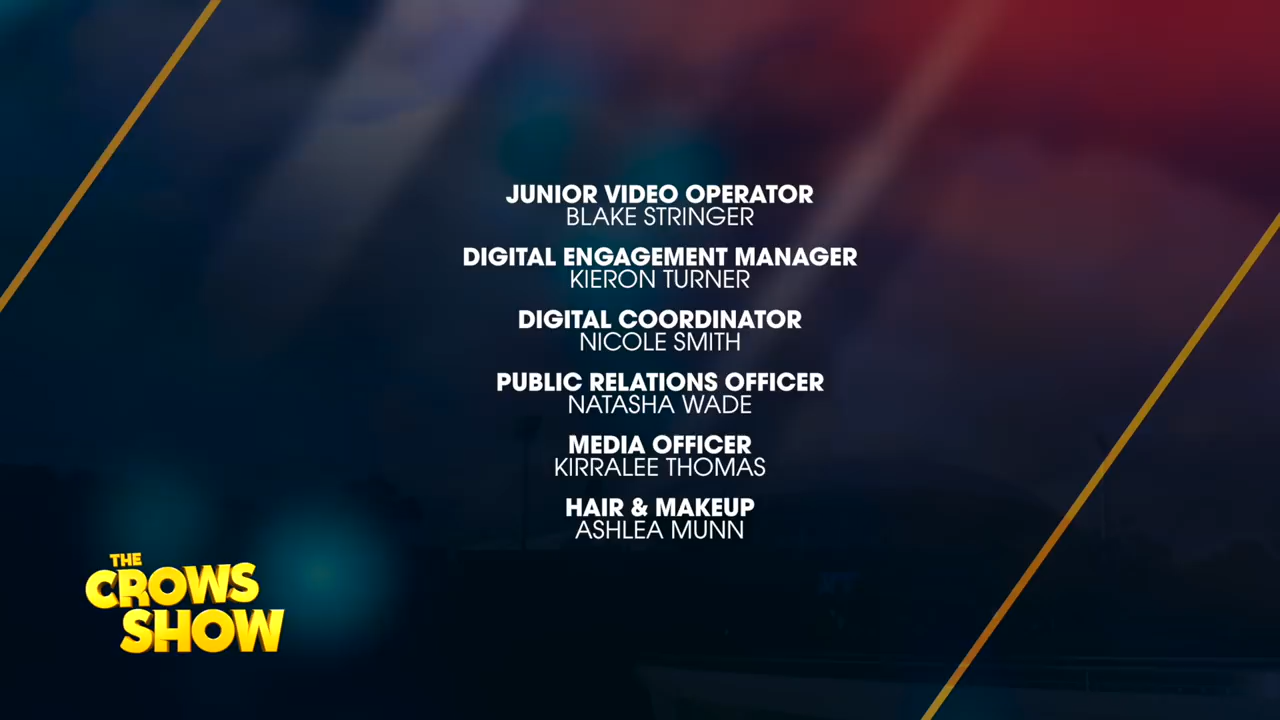 JUNIOR VIDEO OPERATOR
BLAKE STRINGER
DIGITAL ENGAGEMENT MANAGER
KIERON TURNER
DIGITAL COORDINATOR
NICOLE SMITH
PUBLIC RELATIONS OFFICER
NATASHA WADE
MEDIA OFFICER
KIRRALEE THOMAS
HAIR & MAKEUP
ASHLEA MUNN
THE
CROWS
SHOW